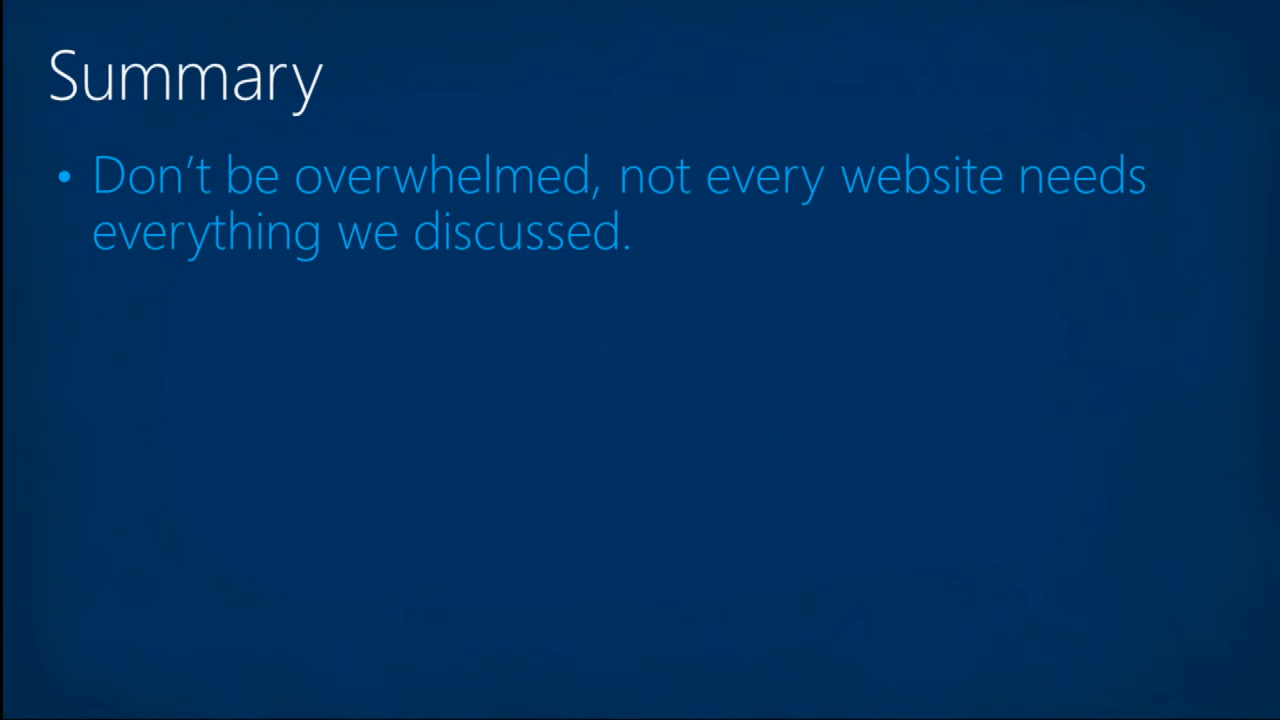 Summary
• Don’t be overwhelmed, not every website needs
everything we discussed.